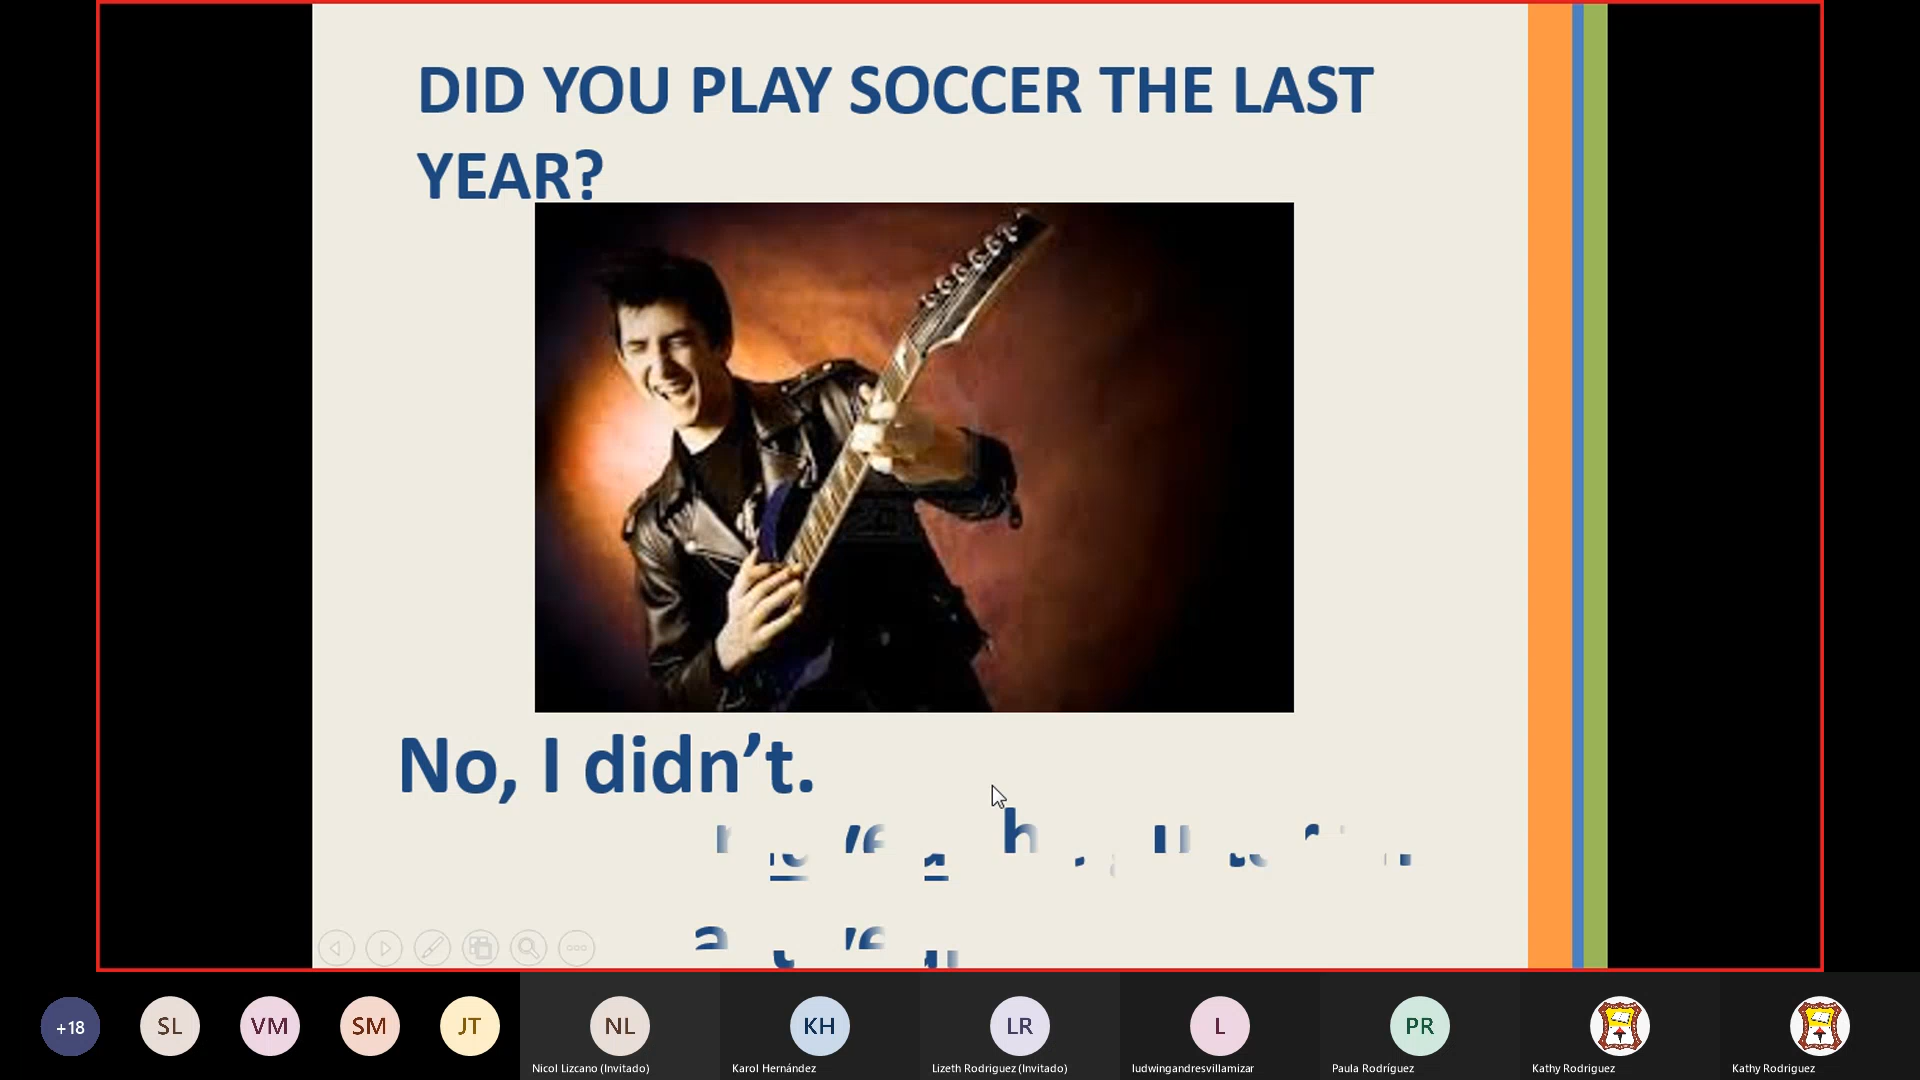 DID YOU PLAY SOCCER THE LAST
YEAR?
No, I didn’t.
+18
SL
VM
SM
JT
NL
KH
LR
L
PR
Nicol Lizcano (Invitado)
Karol Hernández
Lizeth Rodriguez (Invitado)
ludwingandresvillamizar
Paula Rodríguez
Kathy Rodriguez
Kathy Rodriguez